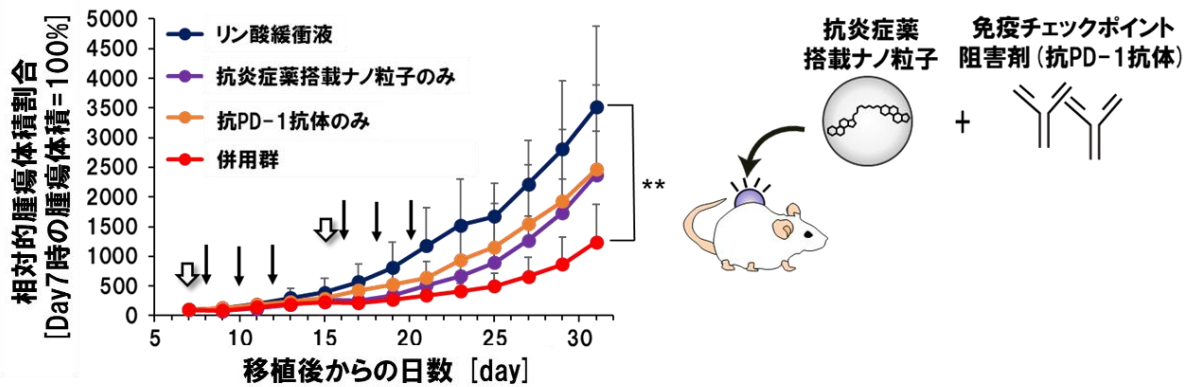 相対的腫瘍体積割合
[Day7時の腫瘍体積=100%]
5000
4500
4000
3500
3000
2500
2000
1500
1000
500
0
リン酸緩衝液
抗炎症薬搭載ナノ粒子のみ
抗PD-1抗体のみ
併用群
**
5
10
15
20
25
30
移植後からの日数 [day]
抗炎症薬
搭載ナノ粒子
+
免疫チェックポイント
阻害剤(抗PD-1抗体)